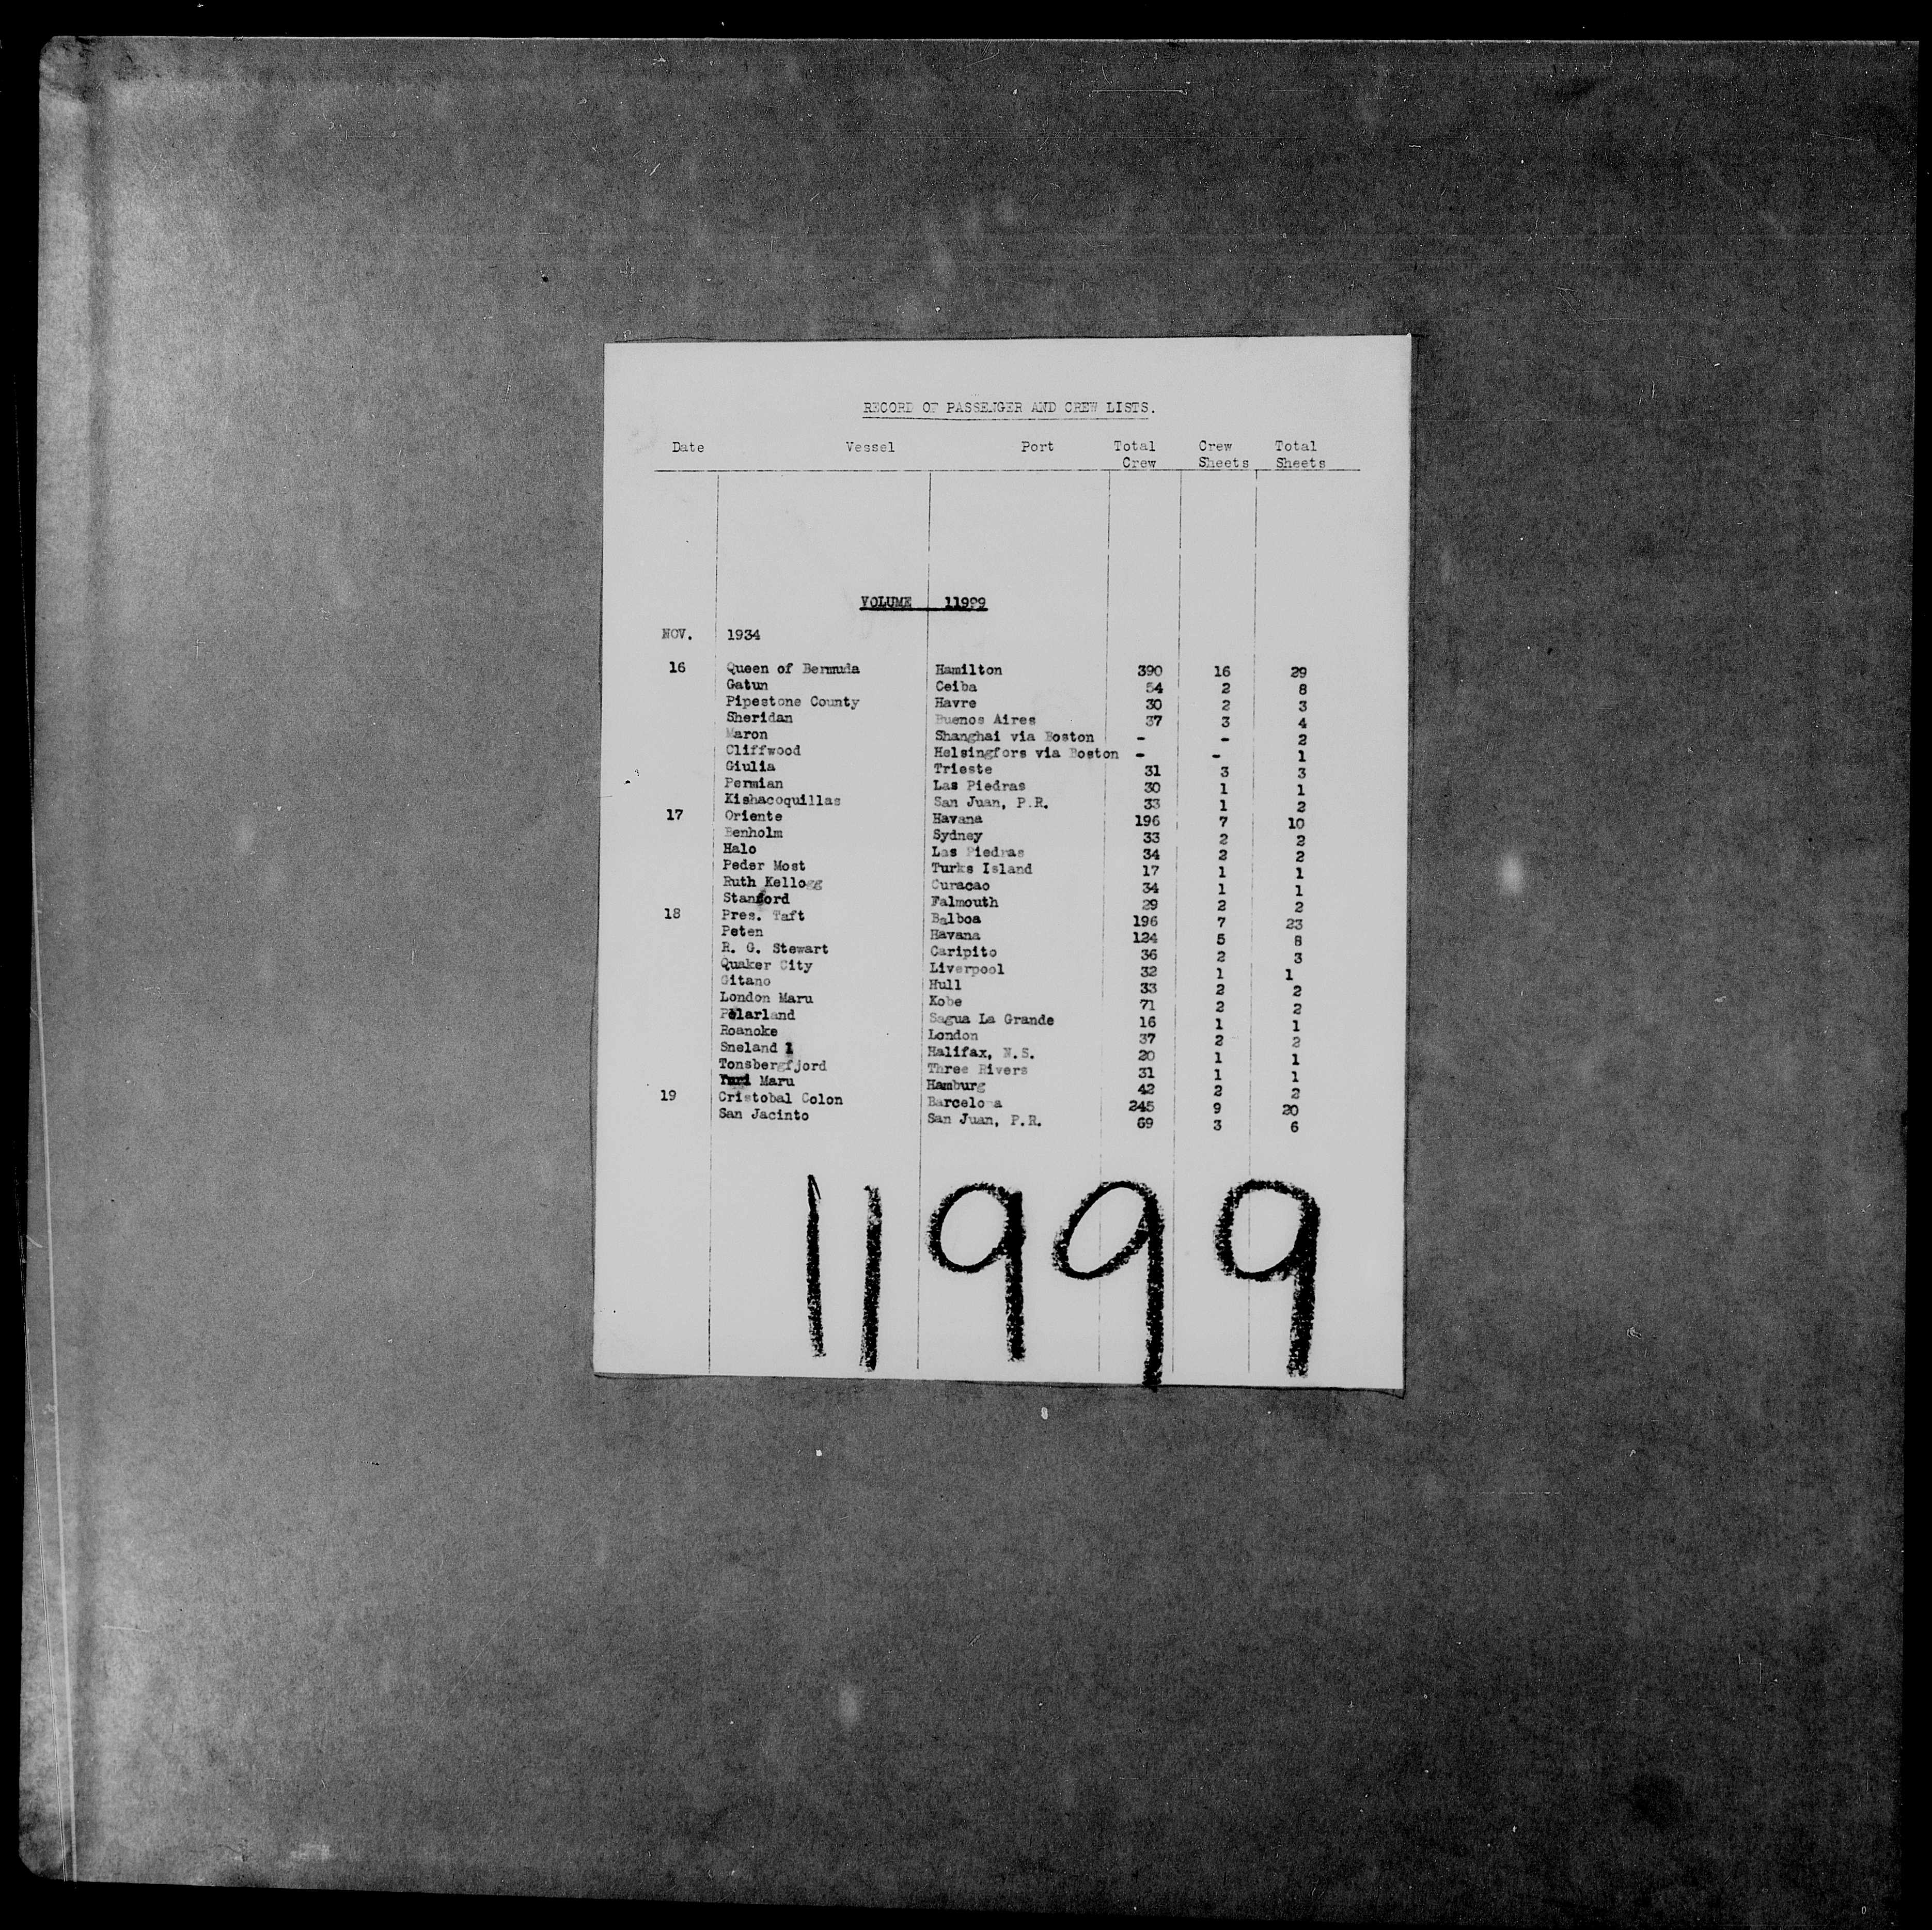 RECORD OF PASSENGER AND CREW LISTS.
Date Vessel Port Total Crew Total
Crew Sheets Sheets
VOLUME 11999
NOV. 1934
16 Queen of Bermuda Hamilton 390 16 29
Gatun Ceiba 54 2 8
Pipestone County Havre 30 2 3
Sheridan Buenos Aires 37 3 4
Maron Shanghai via Boston - - 2
Cliffwood Helsingfors via Boston - - 1
Giulia Trieste 31 3 3
Permian Las Piedras 30 1 1
Kishacoquillas San Juan, P.R. 33 1 2
17 Oriente Havana 196 7 10
Benholm Sydney 33 2 2
Halo Las Piedras 34 2 2
Peder Most Turks Island 17 1 1
Ruth Kellogg Curacao 34 1 1
Stanford Falmouth 29 2 2
18 Pres. Taft Balboa 196 7 23
Peten Havana 124 5 8
R. G. Stewart Caripito 36 2 3
Quaker City Liverpool 32 1 1
Gitano Hull 33 2 2
London Maru Kobe 71 2 2
Sagua La Grande 16 1 1
Roanoke London 37 2 2
Sneland 1 Halifax, N.S. 20 1 1
Tonsbergfjord Three Rivers 31 1 1
Maru Hamburg 42 2 2
19 Cristobal Colon Barcelona 245 9 20
San Jacinto San Juan, P.R. 69 3 6
11999